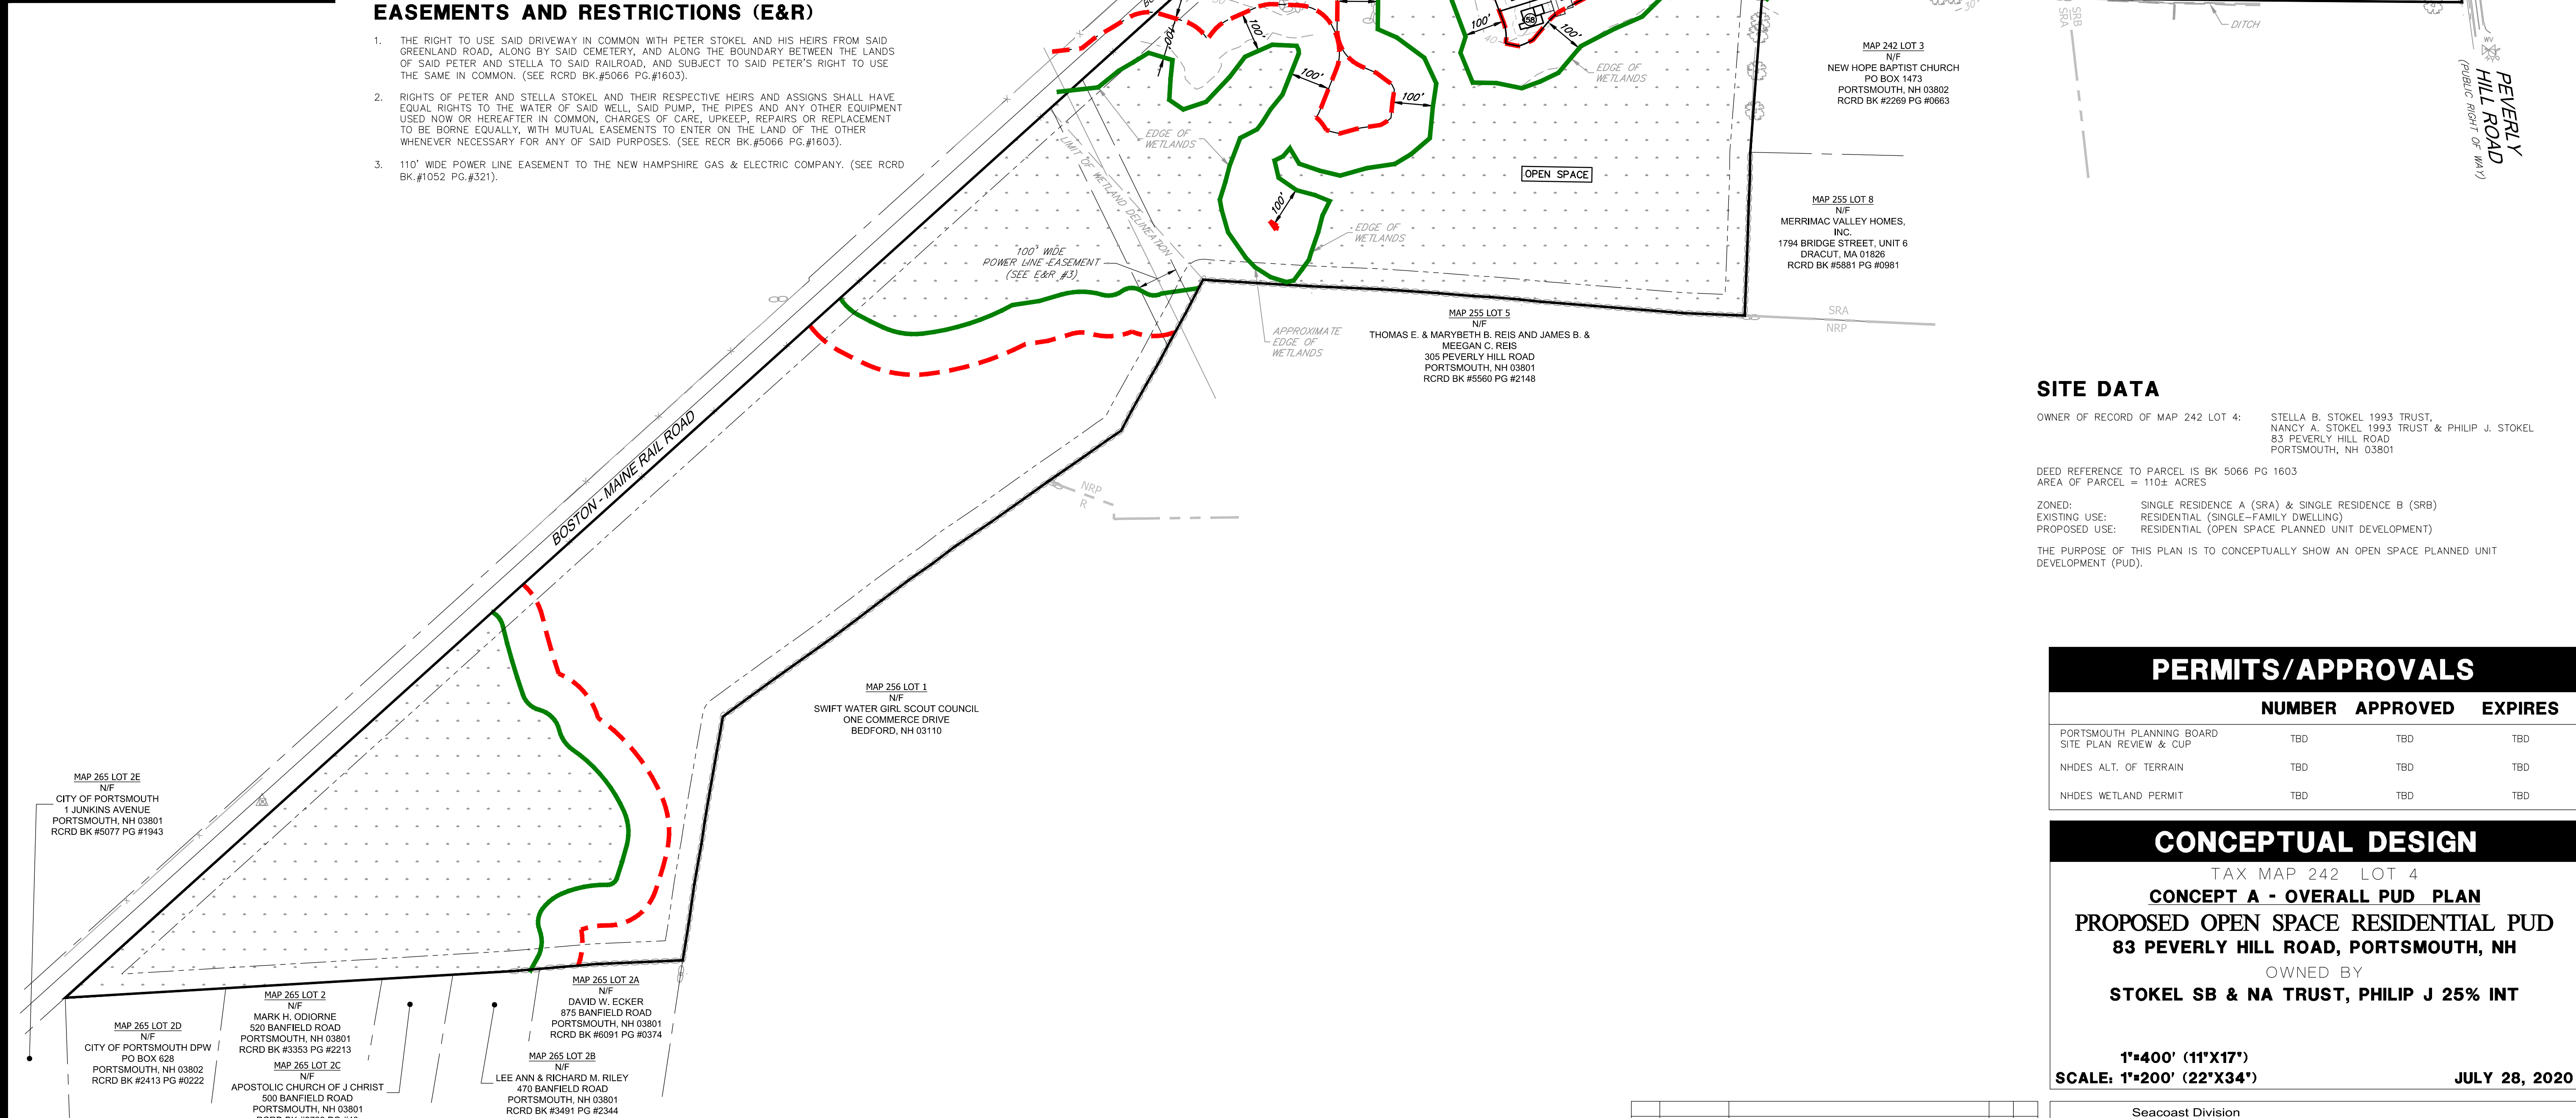 EASEMENTS AND RESTRICTIONS (E&R)
1. THE RIGHT TO USE SAID DRIVEWAY IN COMMON WITH PETER STOKEL AND HIS HEIRS FROM SAID
GREENLAND ROAD, ALONG BY SAID CEMETERY, AND ALONG THE BOUNDARY BETWEEN THE LANDS
OF SAID PETER AND STELLA TO SAID RAILROAD, AND SUBJECT TO SAID PETER'S RIGHT TO USE
THE SAME IN COMMON. (SEE RCRD BK.#5066 PG.#1603).
2. RIGHTS OF PETER AND STELLA STOKEL AND THEIR RESPECTIVE HEIRS AND ASSIGNS SHALL HAVE
EQUAL RIGHTS TO THE WATER OF SAID WELL, SAID PUMP, THE PIPES AND ANY OTHER EQUIPMENT
USED NOW OR HEREAFTER IN COMMON, CHARGES OF CARE, UPKEEP, REPAIRS OR REPLACEMENT
TO BE BORNE EQUALLY, WITH MUTUAL EASEMENTS TO ENTER ON THE LAND OF THE OTHER
WHENEVER NECESSARY FOR ANY OF SAID PURPOSES. (SEE RECR BK.#5066 PG.#1603).
3. 110' WIDE POWER LINE EASEMENT TO THE NEW HAMPSHIRE GAS & ELECTRIC COMPANY. (SEE RCRD
BK.#1052 PG.#321).
100'
100'
100'
100'
100'
58
100'
40
30'
100'
EDGE OF
WETLANDS
EDGE OF
WETLANDS
LIMIT OF WETLAND DELINEATION
EDGE OF
WETLANDS
APPROXIMATE
EDGE OF
WETLANDS
OPEN SPACE
100' WIDE
POWER LINE EASEMENT
(SEE E&R #3)
BOSTON - MAINE RAIL ROAD
MAP 242 LOT 3
N/F
NEW HOPE BAPTIST CHURCH
PO BOX 1473
PORTSMOUTH, NH 03802
RCRD BK #2269 PG #0663
SRB
SRA
DITCH
WV
PEVERLY
HILL ROAD
(PUBLIC RIGHT OF WAY)
MAP 255 LOT 8
N/F
MERRIMAC VALLEY HOMES,
INC.
1794 BRIDGE STREET, UNIT 6
DRACUT, MA 01826
RCRD BK #5881 PG #0981
SRA
NRP
MAP 255 LOT 5
N/F
THOMAS E. & MARYBETH B. REIS AND JAMES B. &
MEEGAN C. REIS
305 PEVERLY HILL ROAD
PORTSMOUTH, NH 03801
RCRD BK #5560 PG #2148
NRP
R
MAP 256 LOT 1
N/F
SWIFT WATER GIRL SCOUT COUNCIL
ONE COMMERCE DRIVE
BEDFORD, NH 03110
MAP 265 LOT 2E
N/F
CITY OF PORTSMOUTH
1 JUNKINS AVENUE
PORTSMOUTH, NH 03801
RCRD BK #5077 PG #1943
MAP 265 LOT 2D
N/F
CITY OF PORTSMOUTH DPW
PO BOX 628
PORTSMOUTH, NH 03802
RCRD BK #2413 PG #0222
MAP 265 LOT 2
N/F
MARK H. ODIORNE
520 BANFIELD ROAD
PORTSMOUTH, NH 03801
RCRD BK #3353 PG #2213
MAP 265 LOT 2C
N/F
APOSTOLIC CHURCH OF J CHRIST
500 BANFIELD ROAD
PORTSMOUTH, NH 03801
MAP 265 LOT 2A
N/F
DAVID W. ECKER
875 BANFIELD ROAD
PORTSMOUTH, NH 03801
RCRD BK #6091 PG #0374
MAP 265 LOT 2B
N/F
LEE ANN & RICHARD M. RILEY
470 BANFIELD ROAD
PORTSMOUTH, NH 03801
RCRD BK #3491 PG #2344
SITE DATA
OWNER OF RECORD OF MAP 242 LOT 4: STELLA B. STOKEL 1993 TRUST,
NANCY A. STOKEL 1993 TRUST & PHILIP J. STOKEL
83 PEVERLY HILL ROAD
PORTSMOUTH, NH 03801
DEED REFERENCE TO PARCEL IS BK 5066 PG 1603
AREA OF PARCEL = 110± ACRES
ZONED: SINGLE RESIDENCE A (SRA) & SINGLE RESIDENCE B (SRB)
EXISTING USE: RESIDENTIAL (SINGLE-FAMILY DWELLING)
PROPOSED USE: RESIDENTIAL (OPEN SPACE PLANNED UNIT DEVELOPMENT)
THE PURPOSE OF THIS PLAN IS TO CONCEPTUALLY SHOW AN OPEN SPACE PLANNED UNIT
DEVELOPMENT (PUD).
PERMITS/APPROVALS
NUMBER APPROVED EXPIRES
PORTSMOUTH PLANNING BOARD
SITE PLAN REVIEW & CUP TBD TBD TBD
NHDES ALT. OF TERRAIN TBD TBD TBD
NHDES WETLAND PERMIT TBD TBD TBD
CONCEPTUAL DESIGN
TAX MAP 242 LOT 4
CONCEPT A - OVERALL PUD PLAN
PROPOSED OPEN SPACE RESIDENTIAL PUD
83 PEVERLY HILL ROAD, PORTSMOUTH, NH
OWNED BY
STOKEL SB & NA TRUST, PHILIP J 25% INT
1"=400' (11"X17")
SCALE: 1"=200' (22"X34")
JULY 28, 2020
Seacoast Division